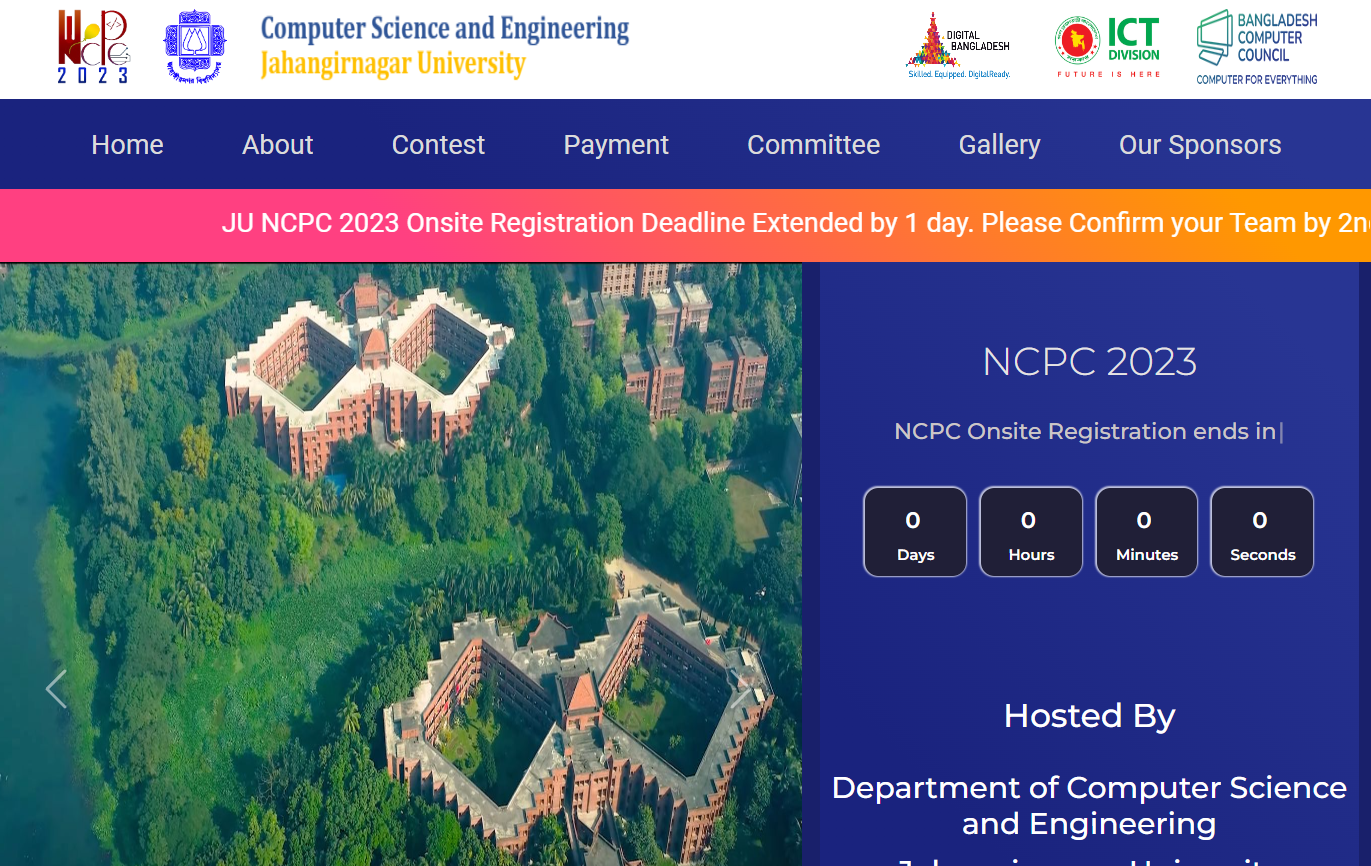 NCPC
2023
Computer Science and Engineering
Jahangirnagar University
DIGITAL
BANGLADESH
Skilled. Equipped. DigitalReady.
ICT
DIVISION
FUTURE IS HERE
BANGLADESH
COMPUTER
COUNCIL
COMPUTER FOR EVERYTHING
Home About Contest Payment Committee Gallery Our Sponsors
JU NCPC 2023 Onsite Registration Deadline Extended by 1 day. Please Confirm your Team by 2n
NCPC 2023
NCPC Onsite Registration ends in|
0 0 0 0
Days Hours Minutes Seconds
Hosted By
Department of Computer Science
and Engineering